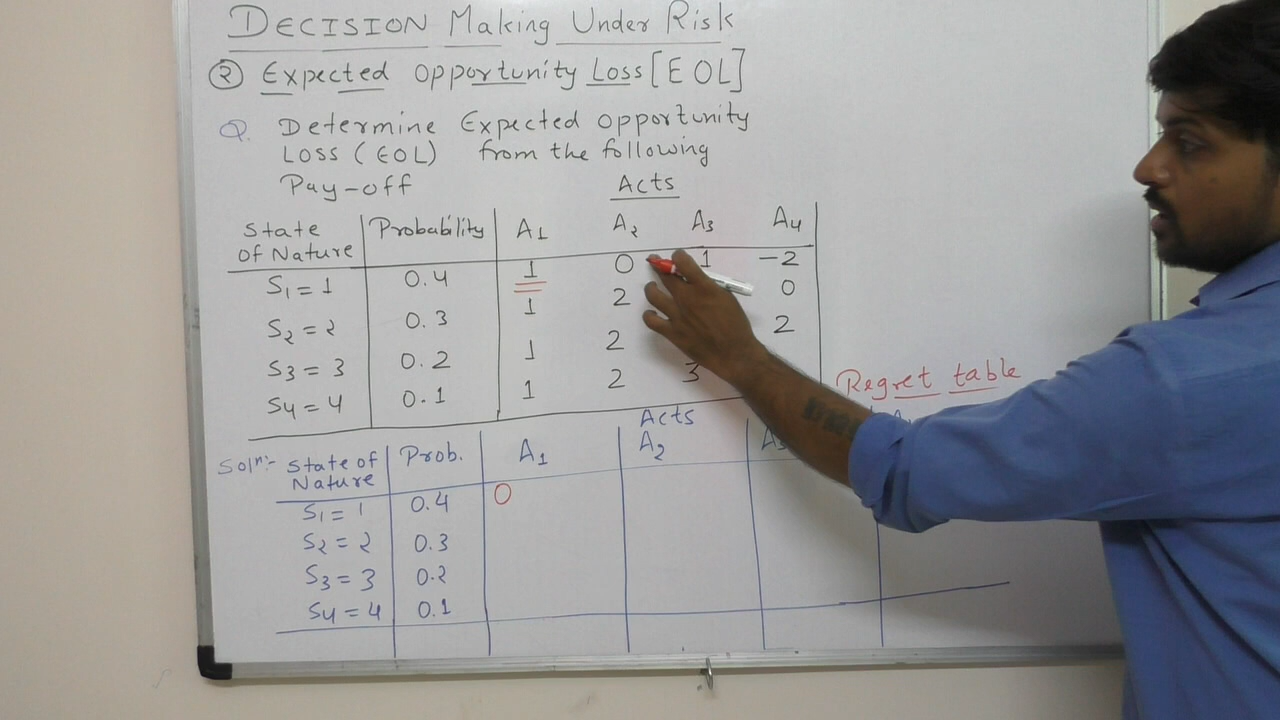 DECISION Making Under Risk
② Expected Opportunity Loss [EOL]
Q. Determine Expected opportunity
Loss (EOL) from the following
Pay-off
Acts
State of Nature Probability A1 A2 A3 A4
S1 = 1 0.4 1 0 1 -2
S2 = 2 0.3 1 2 0
S3 = 3 0.2 1 2 2
S4 = 4 0.1 1 2 3
Regret table
Acts
Soln:- State of Nature Prob. A1 A2 A3
S1 = 1 0.4 0
S2 = 2 0.3
S3 = 3 0.2
S4 = 4 0.1